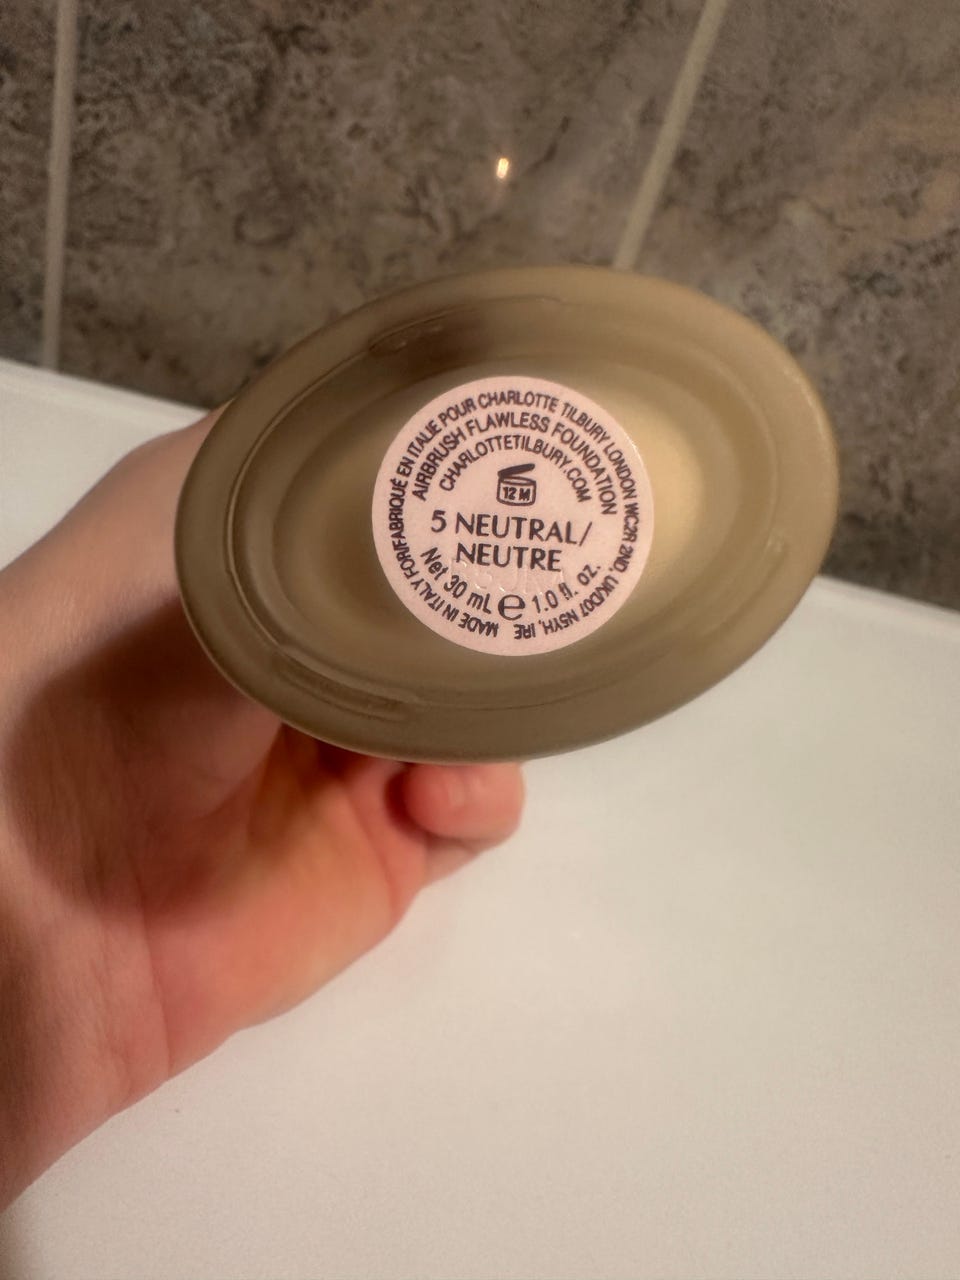 MADE IN ITALY FOR/FABRIQUÉ EN ITALIE POUR CHARLOTTE TILBURY LONDON WC2R 2ND, UK/D07 N5YH, IRE
AIRBRUSH FLAWLESS FOUNDATION
CHARLOTTETILBURY.COM
12 M
5 NEUTRAL/
NEUTRE
Net 30 mL e 1.0 fl. oz.